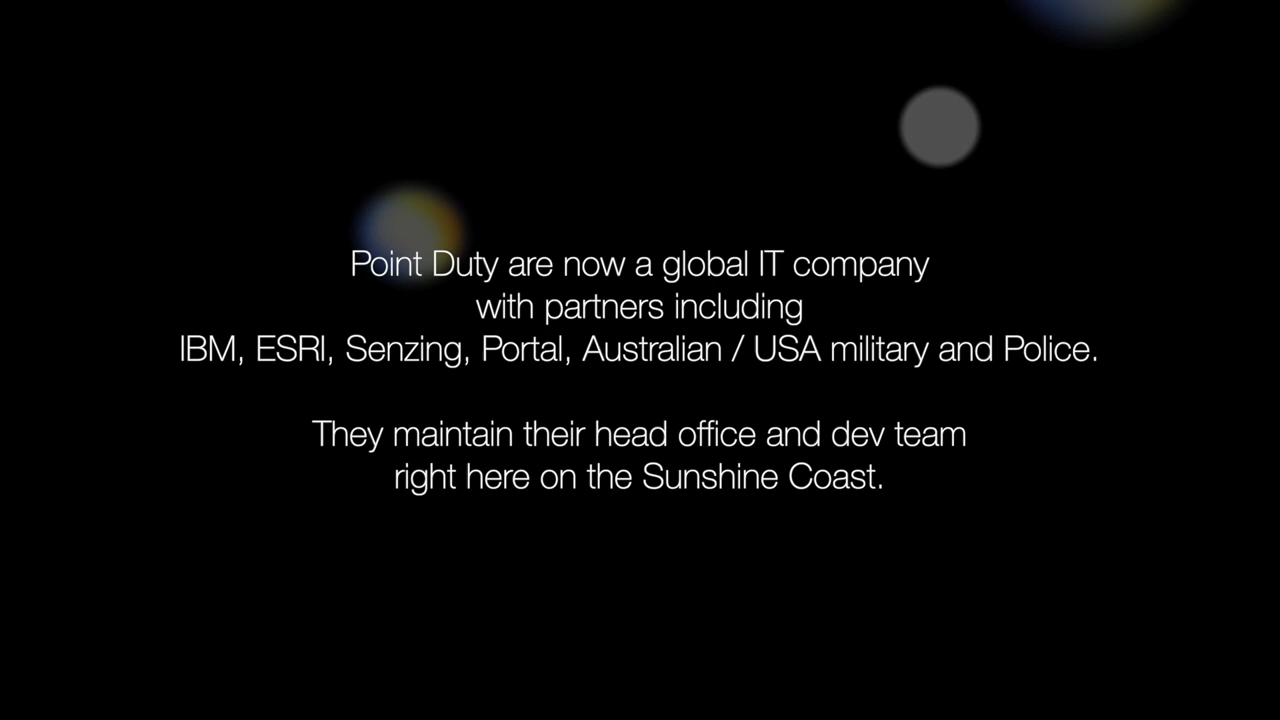 Point Duty are now a global IT company
with partners including
IBM, ESRI, Senzing, Portal, Australian / USA military and Police.
They maintain their head office and dev team
right here on the Sunshine Coast.